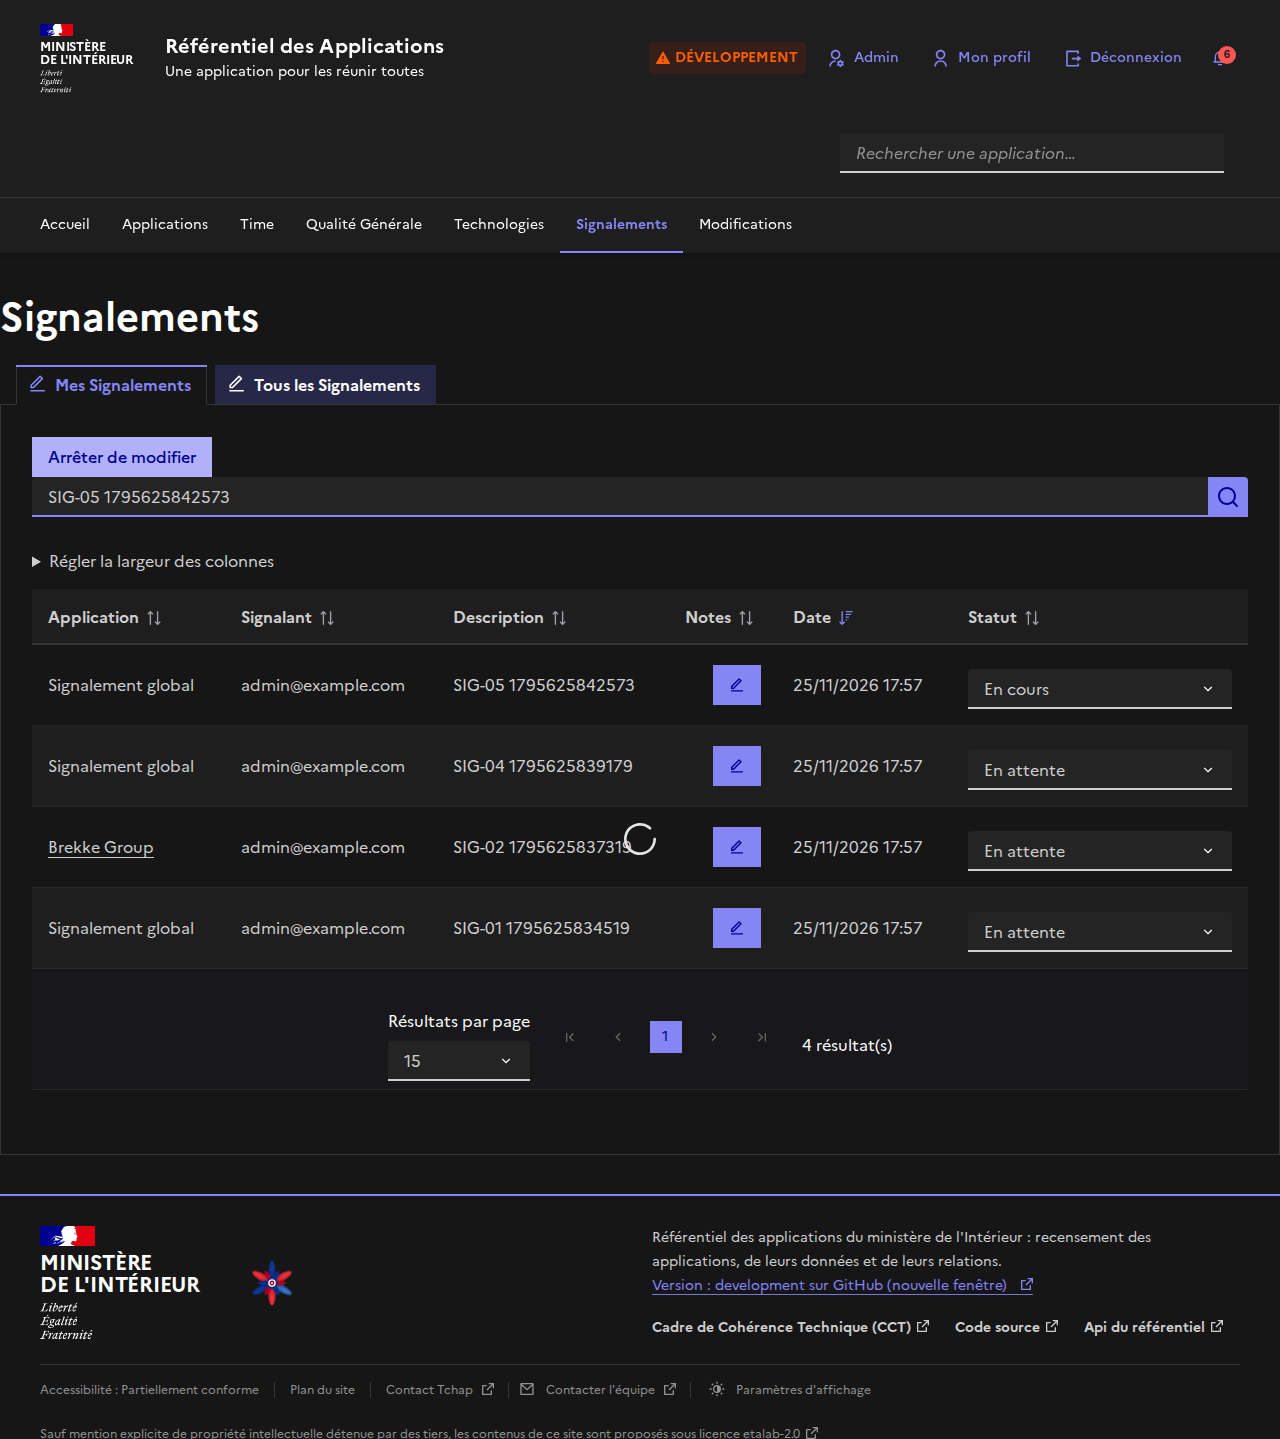 MINISTÈRE
DE L'INTÉRIEUR
Liberté
Égalité
Fraternité
Référentiel des Applications
Une application pour les réunir toutes
DÉVELOPPEMENT
Admin
Mon profil
Déconnexion
6
Rechercher une application…
Accueil
Applications
Time
Qualité Générale
Technologies
Signalements
Modifications
Signalements
Mes Signalements
Tous les Signalements
Arrêter de modifier
SIG-05 1795625842573
Régler la largeur des colonnes
Application Signalant Description Notes Date Statut
Signalement global admin@example.com SIG-05 1795625842573 25/11/2026 17:57 En cours
Signalement global admin@example.com SIG-04 1795625839179 25/11/2026 17:57 En attente
Brekke Group admin@example.com SIG-02 1795625837319 25/11/2026 17:57 En attente
Signalement global admin@example.com SIG-01 1795625834519 25/11/2026 17:57 En attente
Résultats par page
15
1
4 résultat(s)
MINISTÈRE
DE L'INTÉRIEUR
Liberté
Égalité
Fraternité
Référentiel des applications du ministère de l'Intérieur : recensement des
applications, de leurs données et de leurs relations.
Version : development sur GitHub (nouvelle fenêtre)
Cadre de Cohérence Technique (CCT)
Code source
Api du référentiel
Accessibilité : Partiellement conforme
Plan du site
Contact Tchap
Contacter l'équipe
Paramètres d'affichage
Sauf mention explicite de propriété intellectuelle détenue par des tiers, les contenus de ce site sont proposés sous licence etalab-2.0